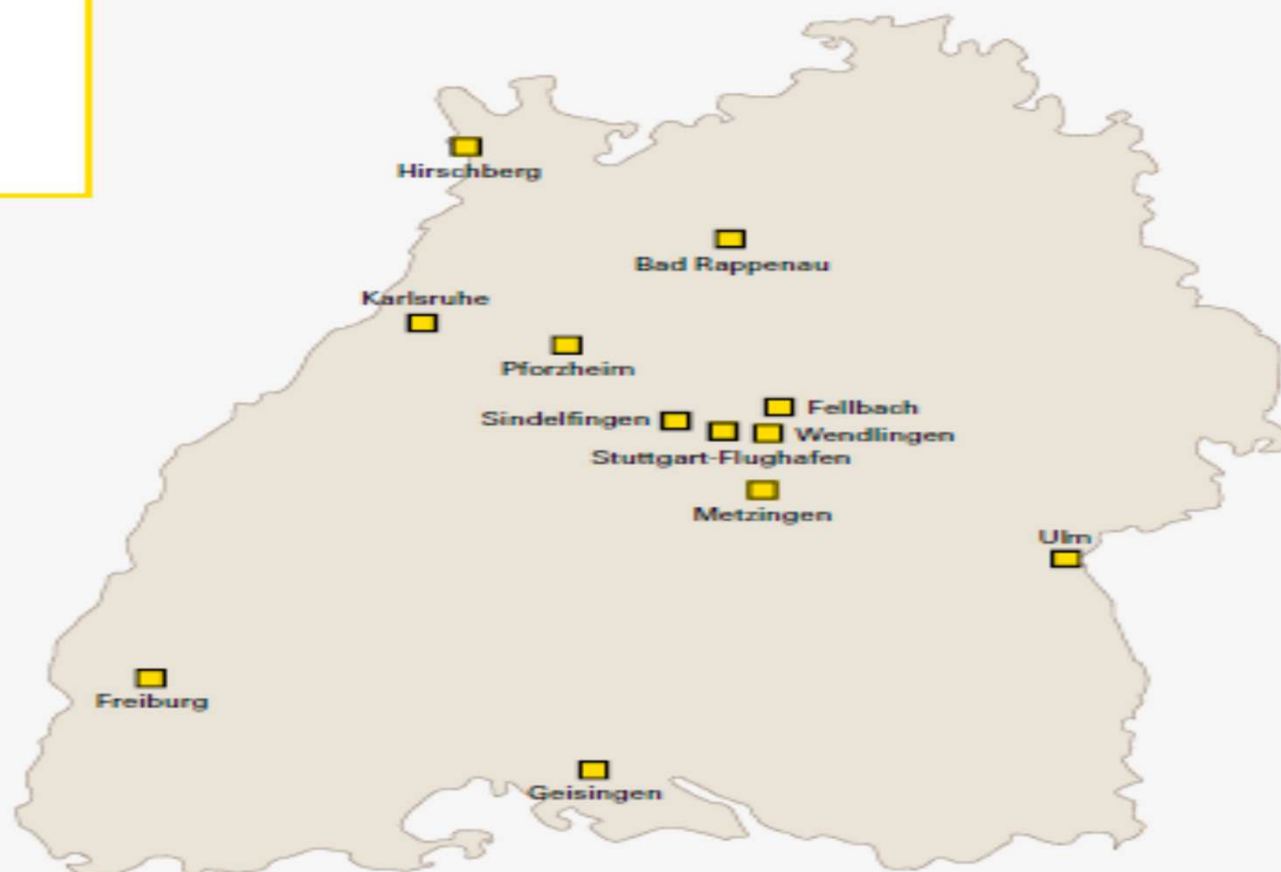 Hirschberg
Bad Rappenau
Karlsruhe
Pforzheim
Fellbach
Sindelfingen
Wendlingen
Stuttgart-Flughafen
Metzingen
Ulm
Freiburg
Geisingen